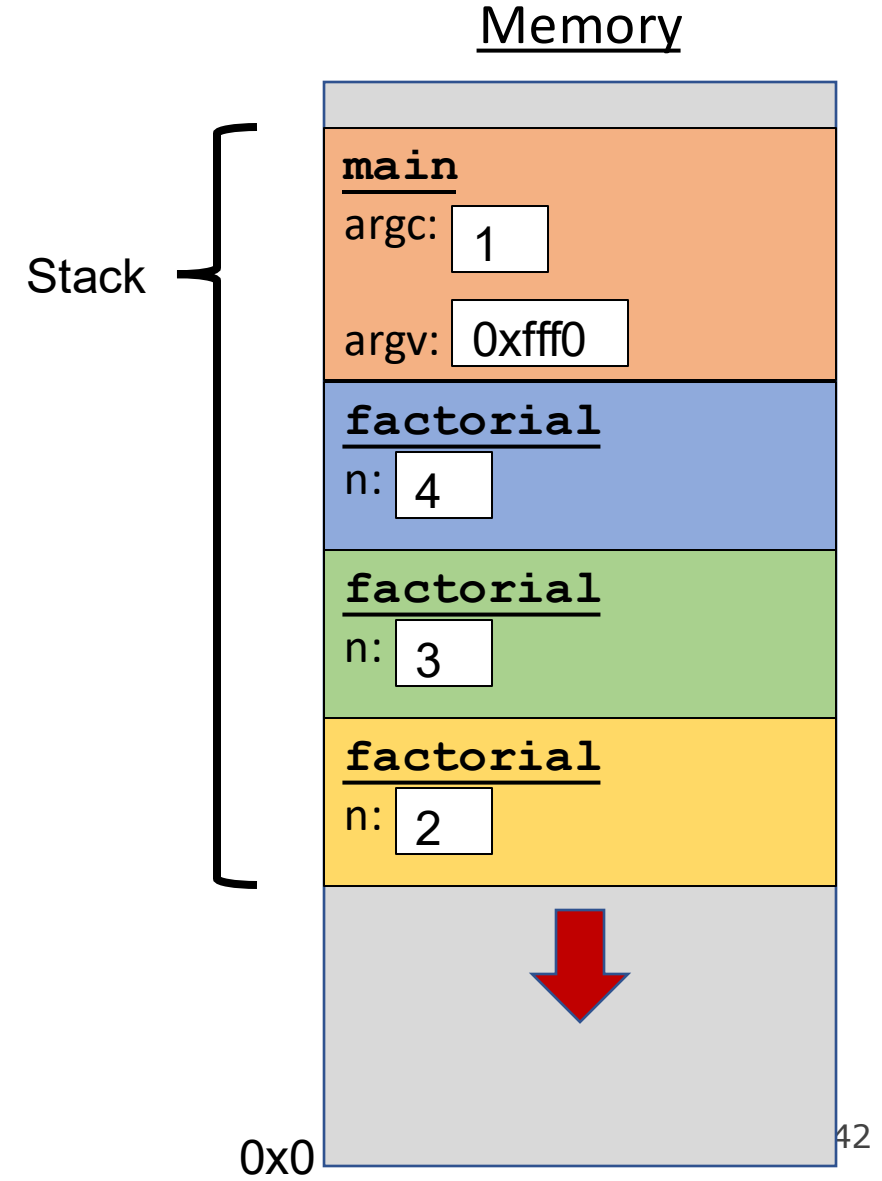 Memory
main
argc: 1
Stack
argv: 0xfff0
factorial
n: 4
factorial
n: 3
factorial
n: 2
42
0x0